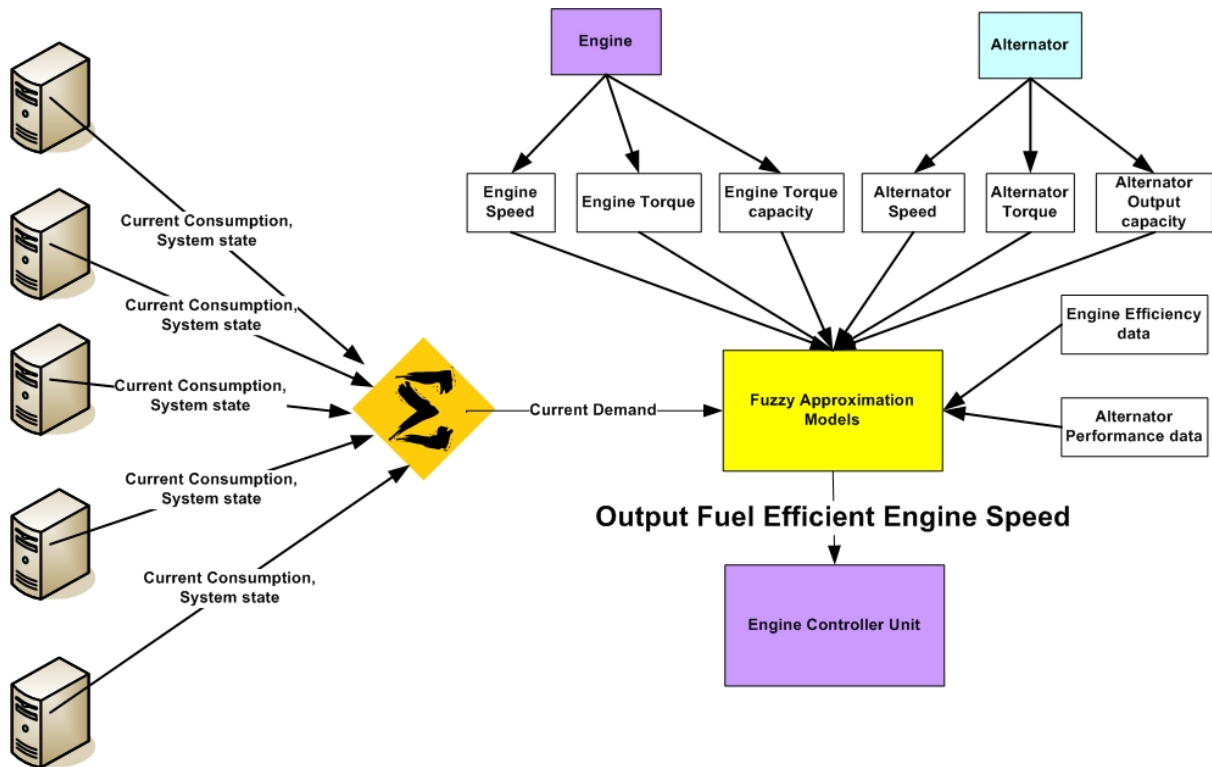 Engine
Alternator
Engine
Speed
Engine Torque
Engine Torque
capacity
Alternator
Speed
Alternator
Torque
Alternator
Output
capacity
Current Consumption,
System state
Current Consumption,
System state
Current Consumption,
System state
Current Consumption,
System state
Current Consumption,
System state
Σ
Current Demand
Fuzzy Approximation
Models
Engine Efficiency
data
Alternator
Performance data
Output Fuel Efficient Engine Speed
Engine Controller Unit